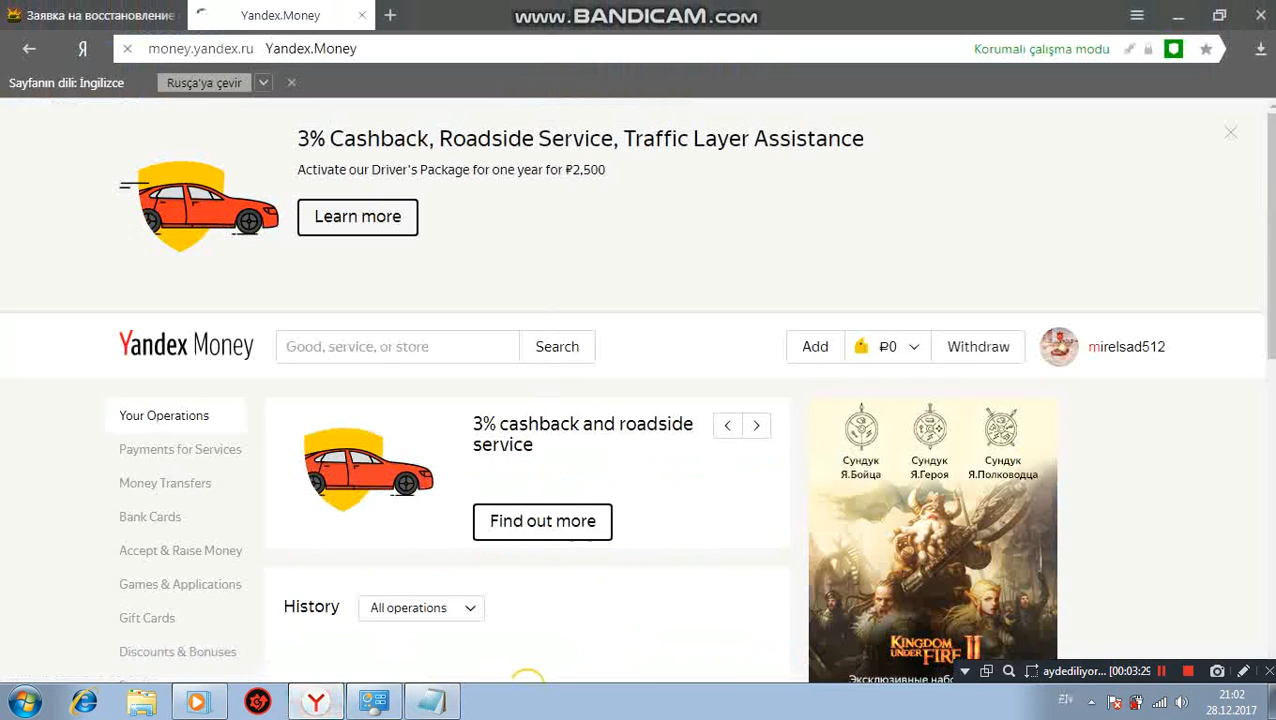 Заявка на восстановление
Yandex.Money
www.BANDICAM.com
Я
money.yandex.ru Yandex.Money
Korumalı çalışma modu
Sayfanın dili: İngilizce
Rusça'ya çevir
3% Cashback, Roadside Service, Traffic Layer Assistance
Activate our Driver's Package for one year for ₽2,500
Learn more
Yandex Money
Good, service, or store
Search
Add
₽0
Withdraw
mirelsad512
Your Operations
Payments for Services
Money Transfers
Bank Cards
Accept & Raise Money
Games & Applications
Gift Cards
Discounts & Bonuses
3% cashback and roadside
service
Find out more
History
All operations
Сундук
Я.Бойца
Сундук
Я.Героя
Сундук
Я.Полководца
KINGDOM
UNDER FIRE II
Эксклюзивные наб
aydediliyor... [00:03:25
21:02
28.12.2017